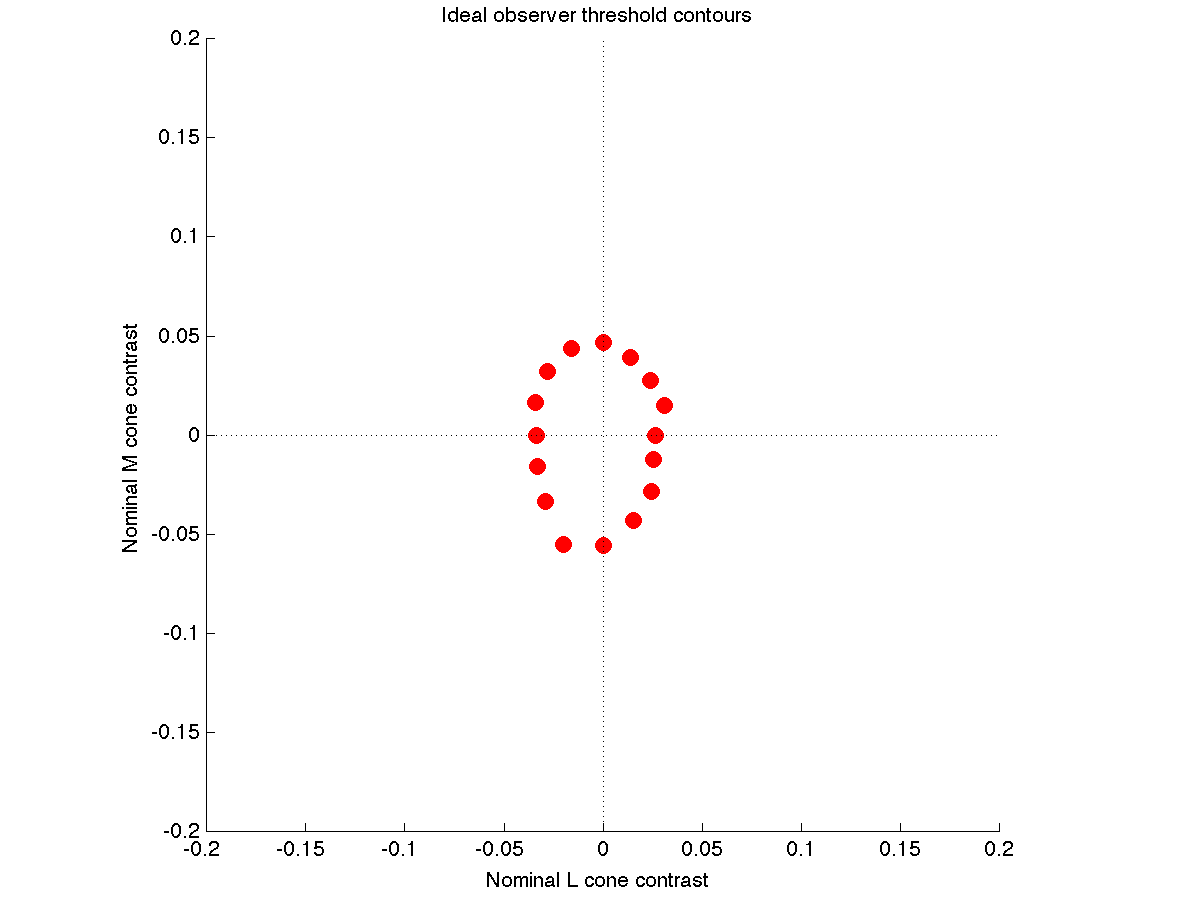 Ideal observer threshold contours
0.2
0.15
0.1
0.05
0
-0.05
-0.1
-0.15
-0.2
Nominal M cone contrast
-0.2 -0.15 -0.1 -0.05 0 0.05 0.1 0.15 0.2
Nominal L cone contrast